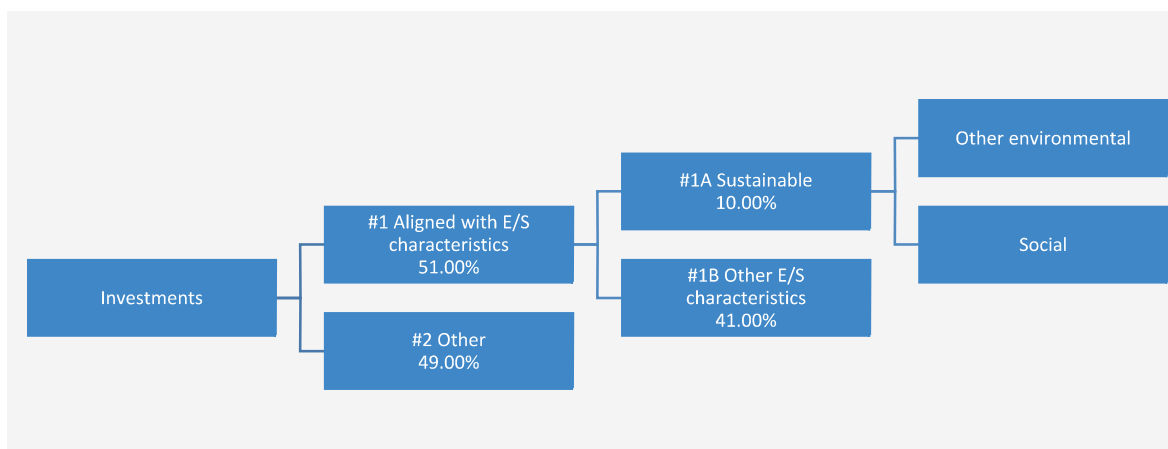 Investments
#1 Aligned with E/S
characteristics
51.00%
#2 Other
49.00%
#1A Sustainable
10.00%
#1B Other E/S
characteristics
41.00%
Other environmental
Social